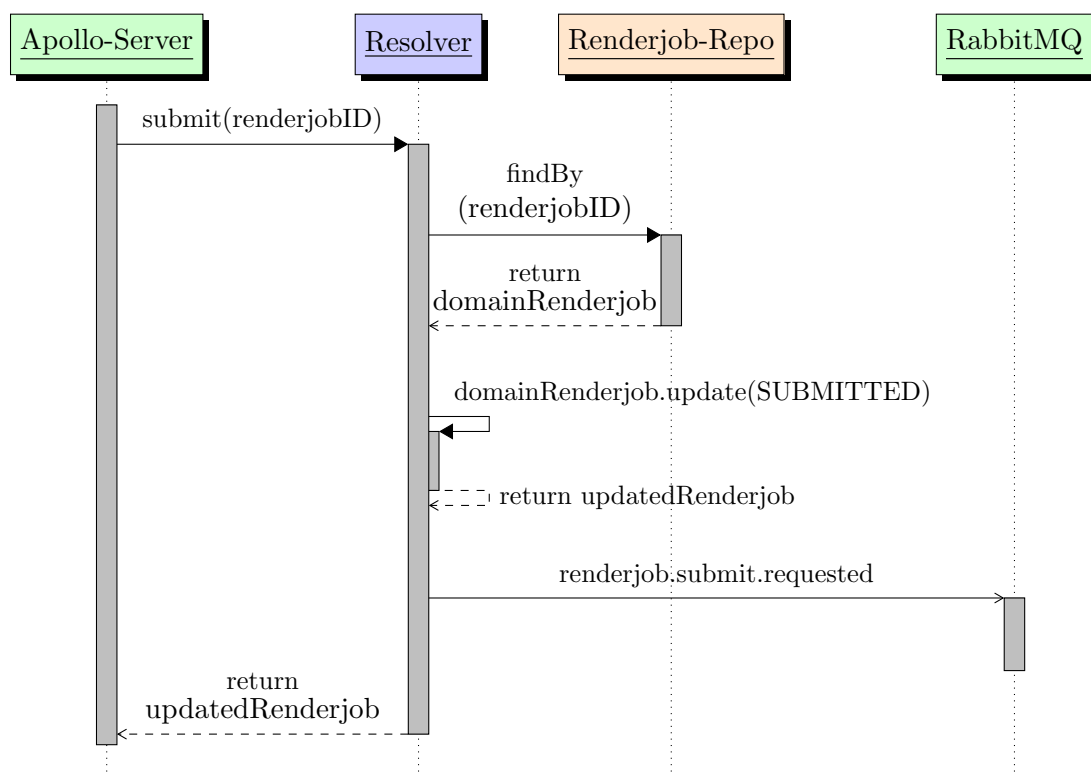 Apollo-Server
Resolver
Renderjob-Repo
RabbitMQ
submit(renderjobID)
findBy
(renderjobID)
return
domainRenderjob
domainRenderjob.update(SUBMITTED)
return updatedRenderjob
renderjob.submit.requested
return
updatedRenderjob